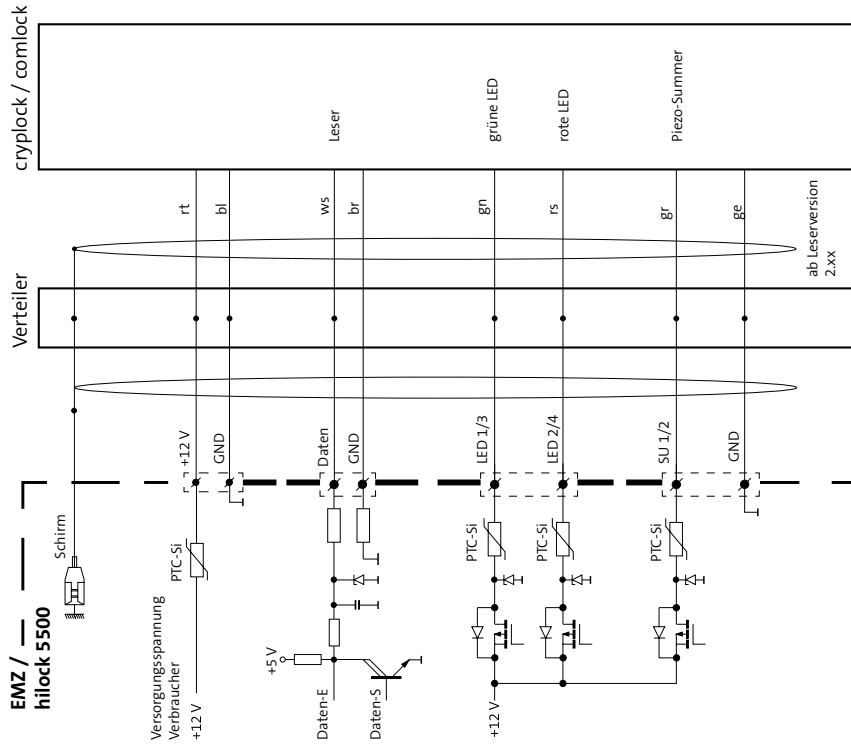 EMZ /
hilock 5500
Verteiler
cryplock / comlock
Schirm
Versorgungsspannung
Verbraucher
+12 V
PTC-Si
+12 V
rt
GND
bl
+5 V
Daten-E
Daten-S
Daten
ws
Leser
GND
br
+12 V
PTC-Si
LED 1/3
gn
grüne LED
PTC-Si
LED 2/4
rs
rote LED
PTC-Si
SU 1/2
gr
Piezo-Summer
GND
ge
ab Leserversion
2.xx